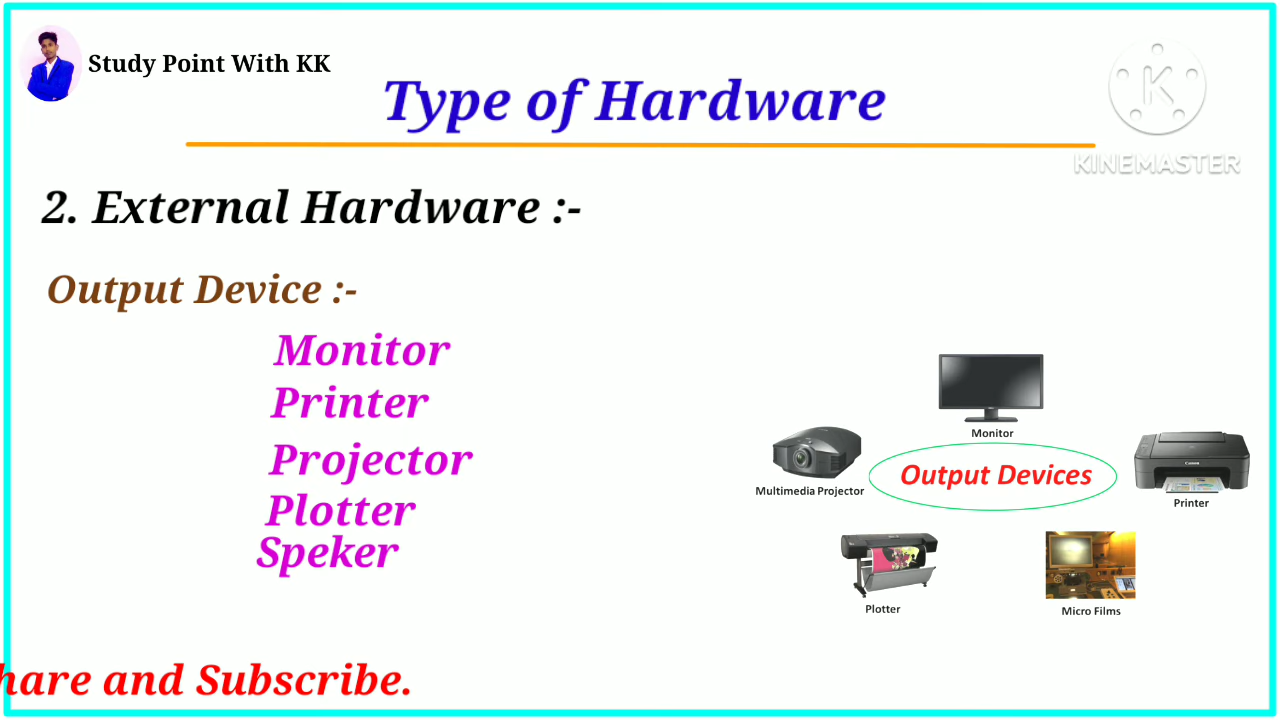 Study Point With KK
Type of Hardware
KINEMASTER
2. External Hardware :-
Output Device :-
Monitor
Printer
Projector
Plotter
Speker
Monitor
Output Devices
Multimedia Projector
Canon
Printer
Plotter
Micro Films
hare and Subscribe.